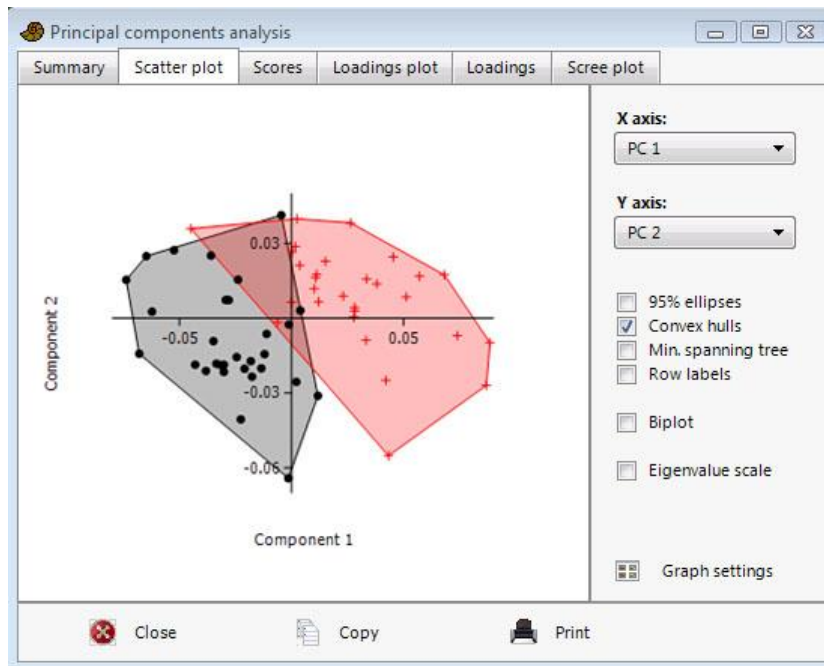 Principal components analysis
Summary Scatter plot Scores Loadings plot Loadings Scree plot
X axis:
PC 1
Y axis:
PC 2
0.03
-0.05 0.05
-0.03
-0.06
Component 2
Component 1
95% ellipses
Convex hulls
Min. spanning tree
Row labels
Biplot
Eigenvalue scale
Graph settings
Close Copy Print